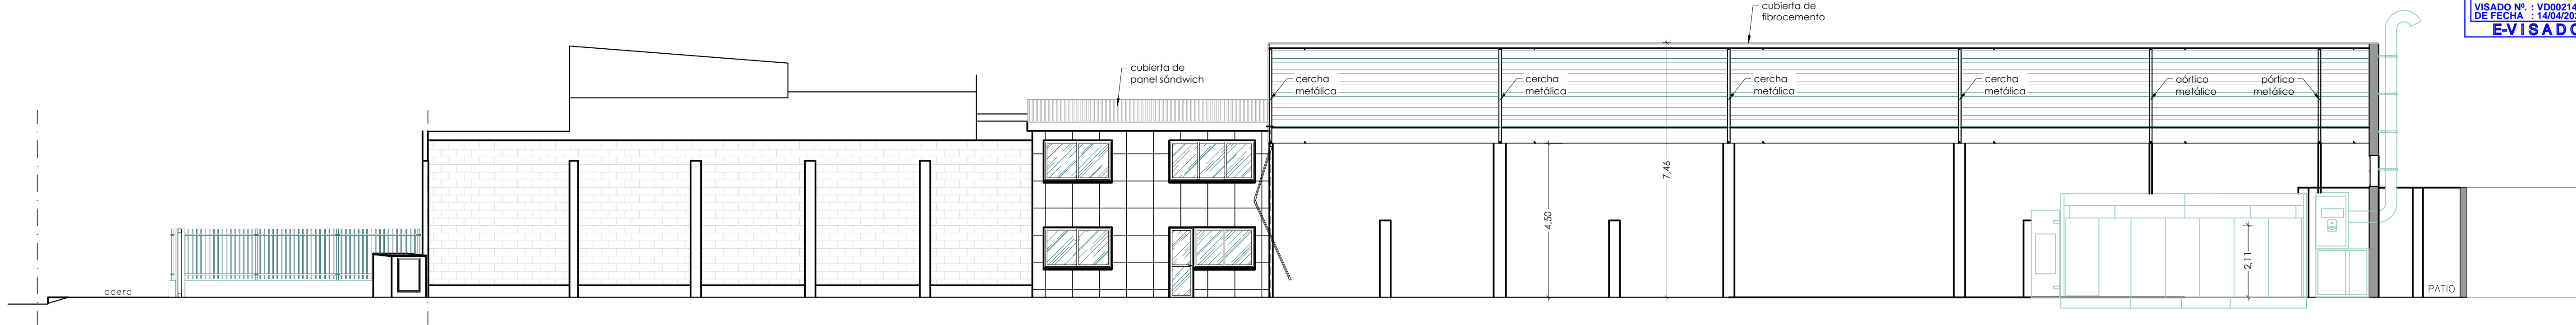 cubierta de
fibrocemento
VISADO Nº. : VD00214
DE FECHA : 14/04/202
E-VISADO
cubierta de
panel sándwich
cercha
metálica
cercha
metálica
cercha
metálica
cercha
metálica
oórtico
metálico
pórtico
metálico
7,46
4,50
2,11
acera
PATIO